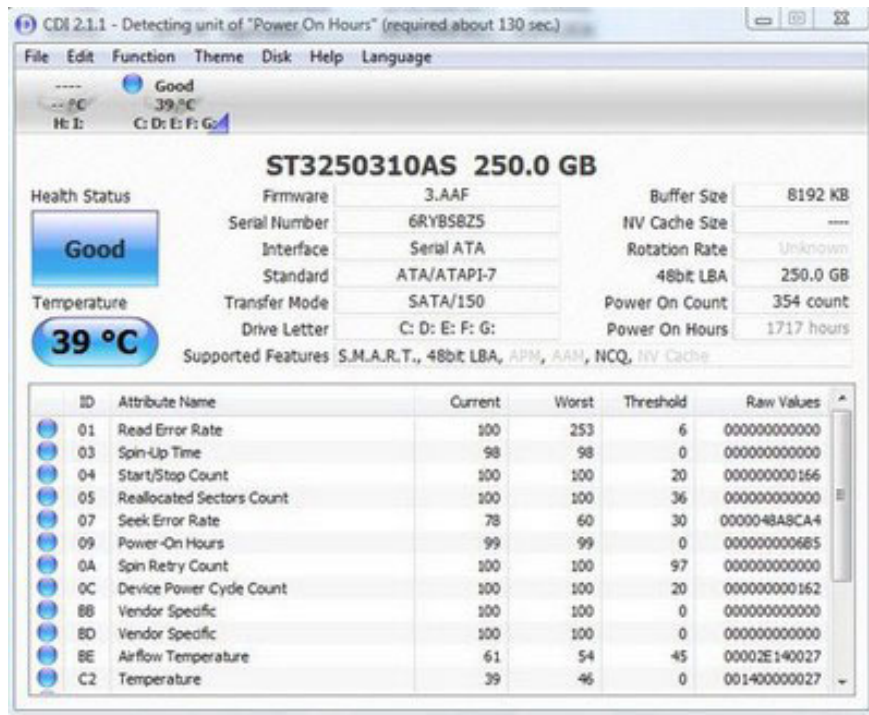 CDI 2.1.1 - Detecting unit of "Power On Hours" (required about 130 sec.)
File Edit Function Theme Disk Help Language
---- Good
-- °C 39 °C
H: I: C: D: E: F: G:
ST3250310AS 250.0 GB
Health Status
Good
Temperature
39 °C
Firmware 3.AAF Buffer Size 8192 KB
Serial Number 6RYBSBZ5 NV Cache Size ----
Interface Serial ATA Rotation Rate Unknown
Standard ATA/ATAPI-7 48bit LBA 250.0 GB
Transfer Mode SATA/150 Power On Count 354 count
Drive Letter C: D: E: F: G: Power On Hours 1717 hours
Supported Features S.M.A.R.T., 48bit LBA, APM, AAM, NCQ, NV Cache
ID Attribute Name Current Worst Threshold Raw Values
01 Read Error Rate 100 253 6 000000000000
03 Spin-Up Time 98 98 0 000000000000
04 Start/Stop Count 100 100 20 000000000166
05 Reallocated Sectors Count 100 100 36 000000000000
07 Seek Error Rate 78 60 30 0000048A8CA4
09 Power-On Hours 99 99 0 0000000006B5
0A Spin Retry Count 100 100 97 000000000000
0C Device Power Cycle Count 100 100 20 000000000162
BB Vendor Specific 100 100 0 000000000000
BD Vendor Specific 100 100 0 000000000000
BE Airflow Temperature 61 54 45 00002E140027
C2 Temperature 39 46 0 001400000027